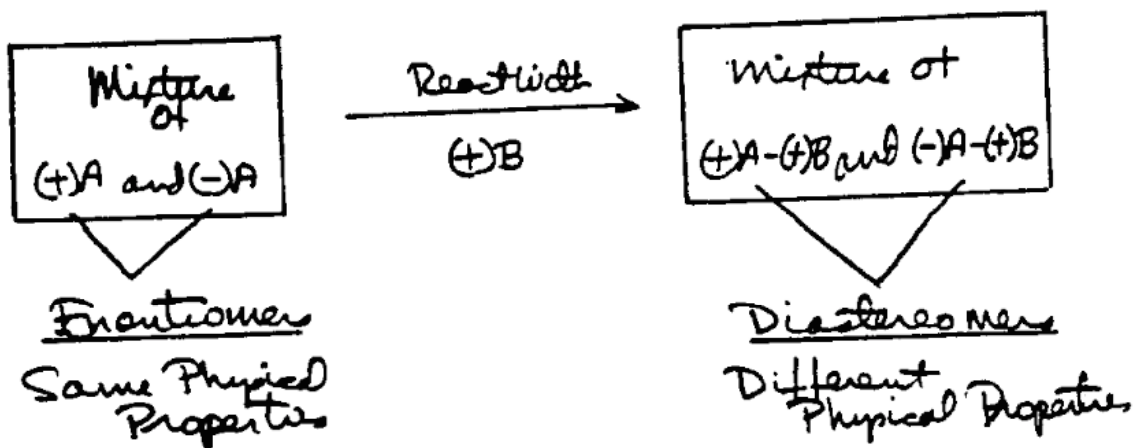 Mixture
of
(+)A and (-)A
React with
(+)B
Mixture of
(+)A-(+)B and (-)A-(+)B
Enantiomers
Same Physical
Properties
Diastereomers
Different
Physical Properties